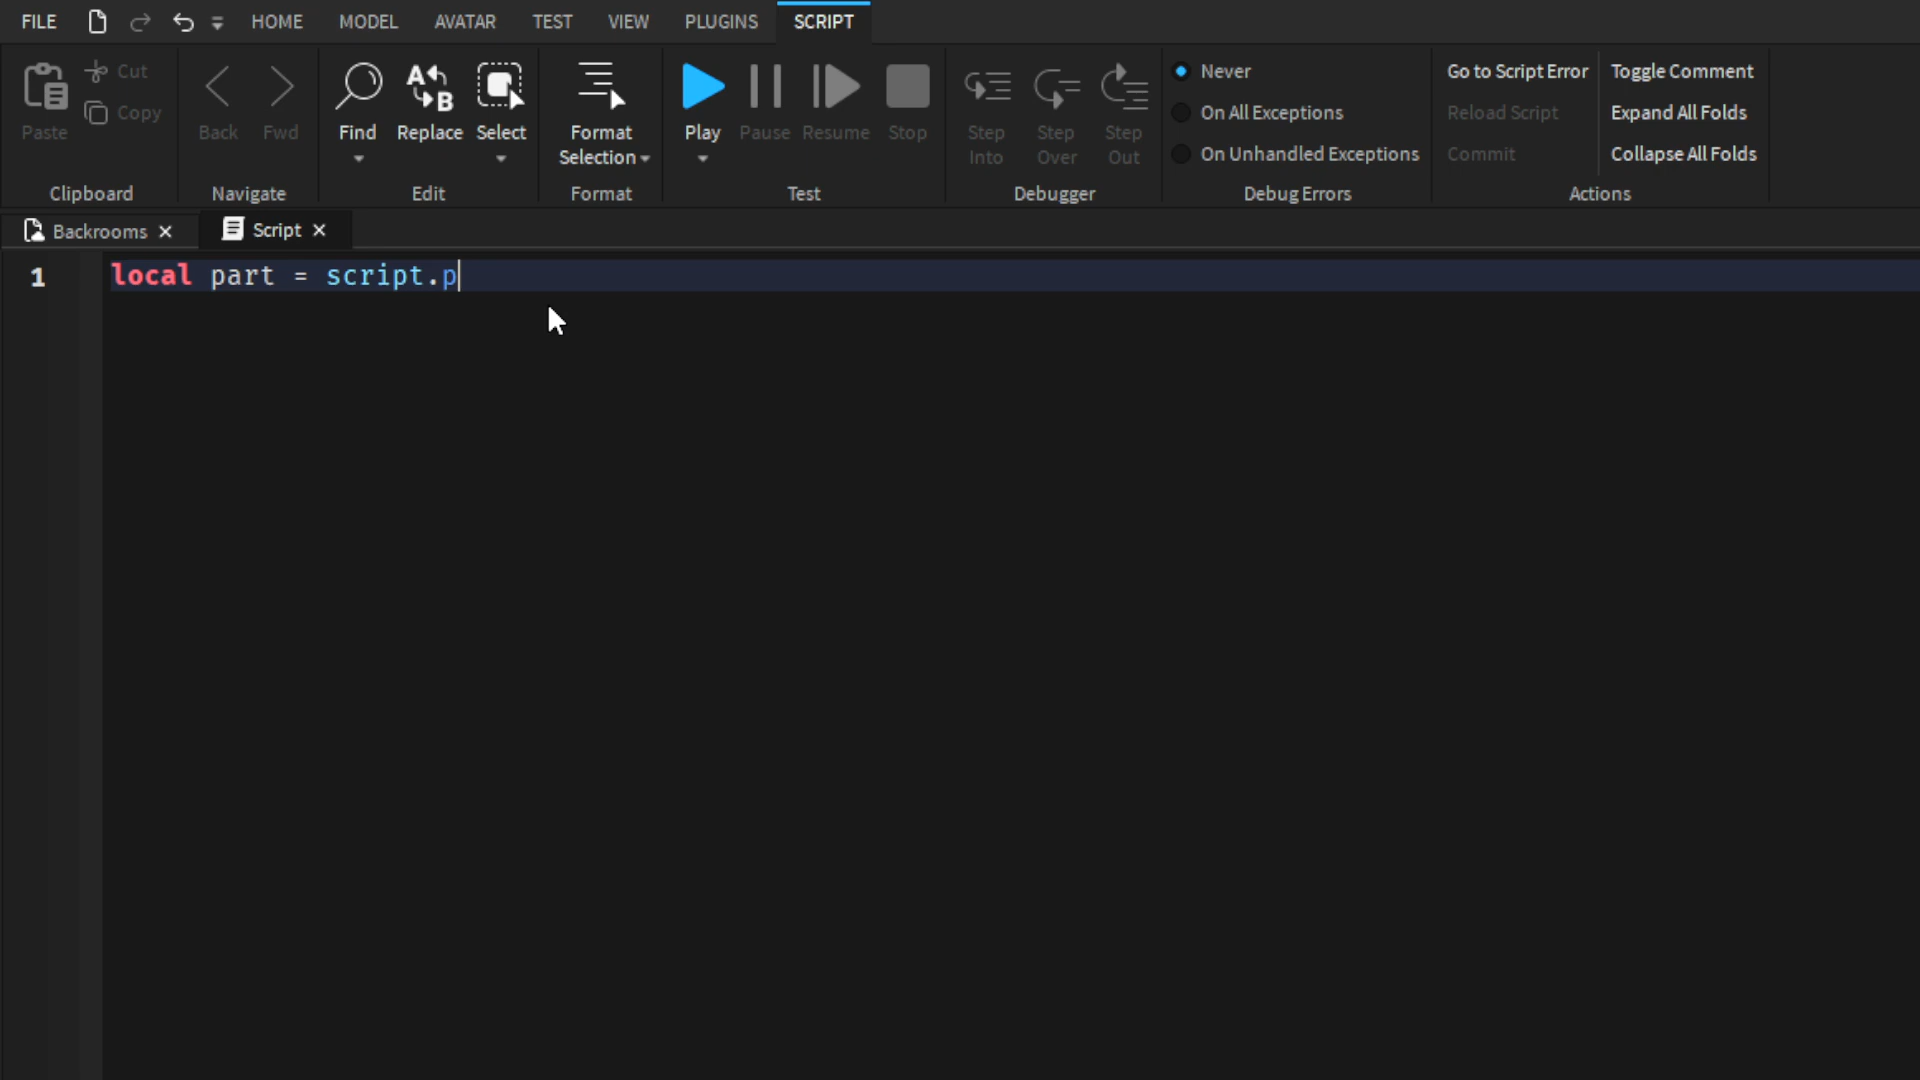 FILE HOME MODEL AVATAR TEST VIEW PLUGINS SCRIPT
Paste Cut Copy
Clipboard
Back Fwd
Navigate
Find Replace Select
Edit
Format
Selection
Format
Play Pause Resume Stop
Test
Step
Into
Step
Over
Step
Out
Debugger
Never
On All Exceptions
On Unhandled Exceptions
Debug Errors
Go to Script Error
Reload Script
Commit
Toggle Comment
Expand All Folds
Collapse All Folds
Actions
Backrooms Script
1 local part = script.p